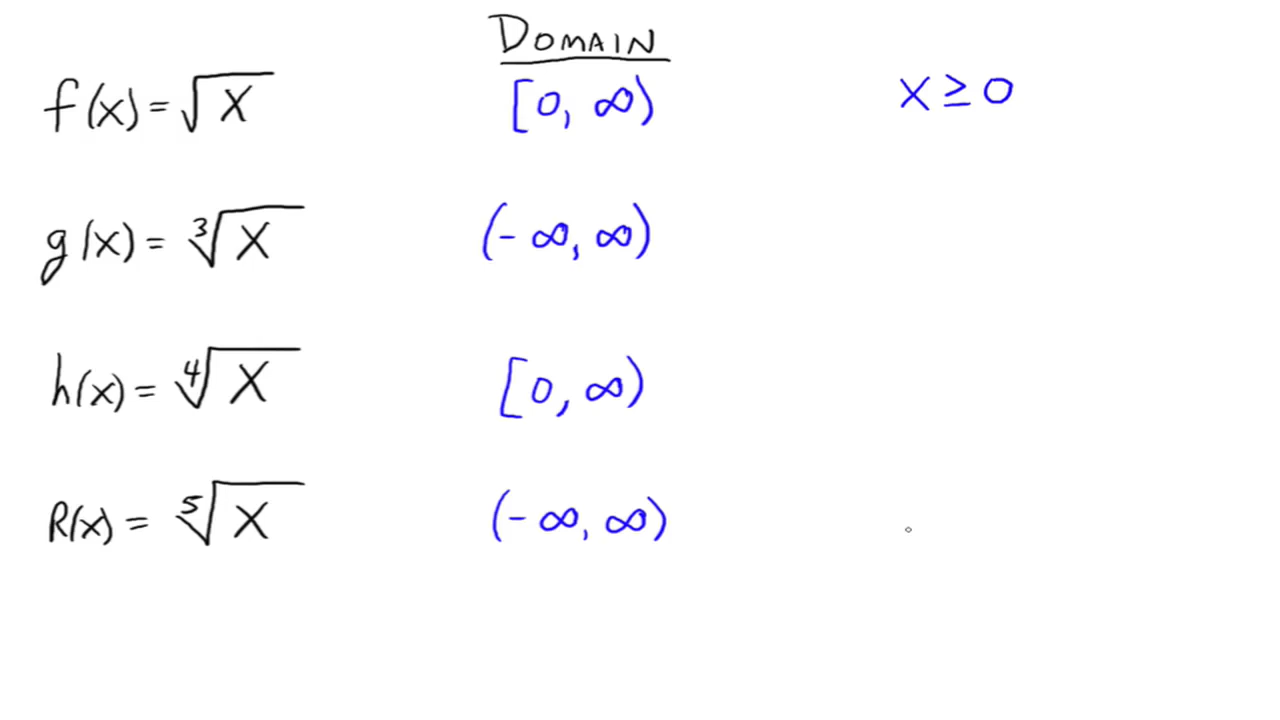 DOMAIN
f(x) = √x [0, ∞) x ≥ 0
g(x) = ∛x (-∞, ∞)
h(x) = ∜x [0, ∞)
R(x) = ⁵√x (-∞, ∞)